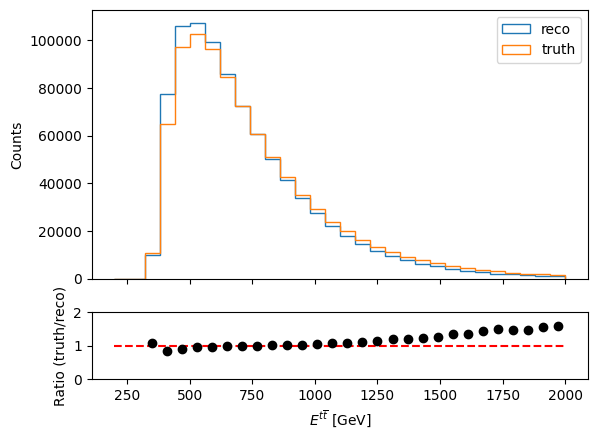 reco
truth
Counts
100000
80000
60000
40000
20000
0
Ratio (truth/reco)
2
1
0
250 500 750 1000 1250 1500 1750 2000
$E^{t\overline{t}}$ [GeV]